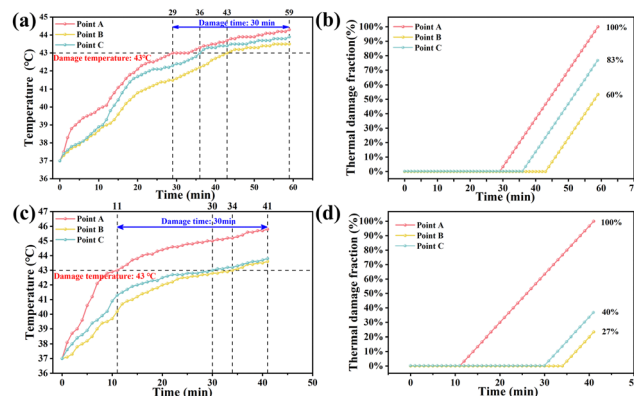 (a)
29 36 43 59
45
44
43
42
41
40
39
38
37
36
Point A
Point B
Point C
Damage time: 30 min
Damage temperature: 43°C
Temperature (°C)
0 10 20 30 40 50 60
Time (min)
(b)
100%
90%
80%
70%
60%
50%
40%
30%
20%
10%
0%
Point A
Point B
Point C
100%
83%
60%
Thermal damage fraction(%)
0 10 20 30 40 50 60
Time (min)
(c)
11 30 34 41
47
46
45
44
43
42
41
40
39
38
37
36
Point A
Point B
Point C
Damage time: 30min
Damage temperature: 43 °C
Temperature (°C)
0 10 20 30 40 50
Time (min)
(d)
100%
90%
80%
70%
60%
50%
40%
30%
20%
10%
0%
Point A
Point B
Point C
100%
40%
27%
Thermal damage fraction (%)
0 10 20 30 40
Time (min)